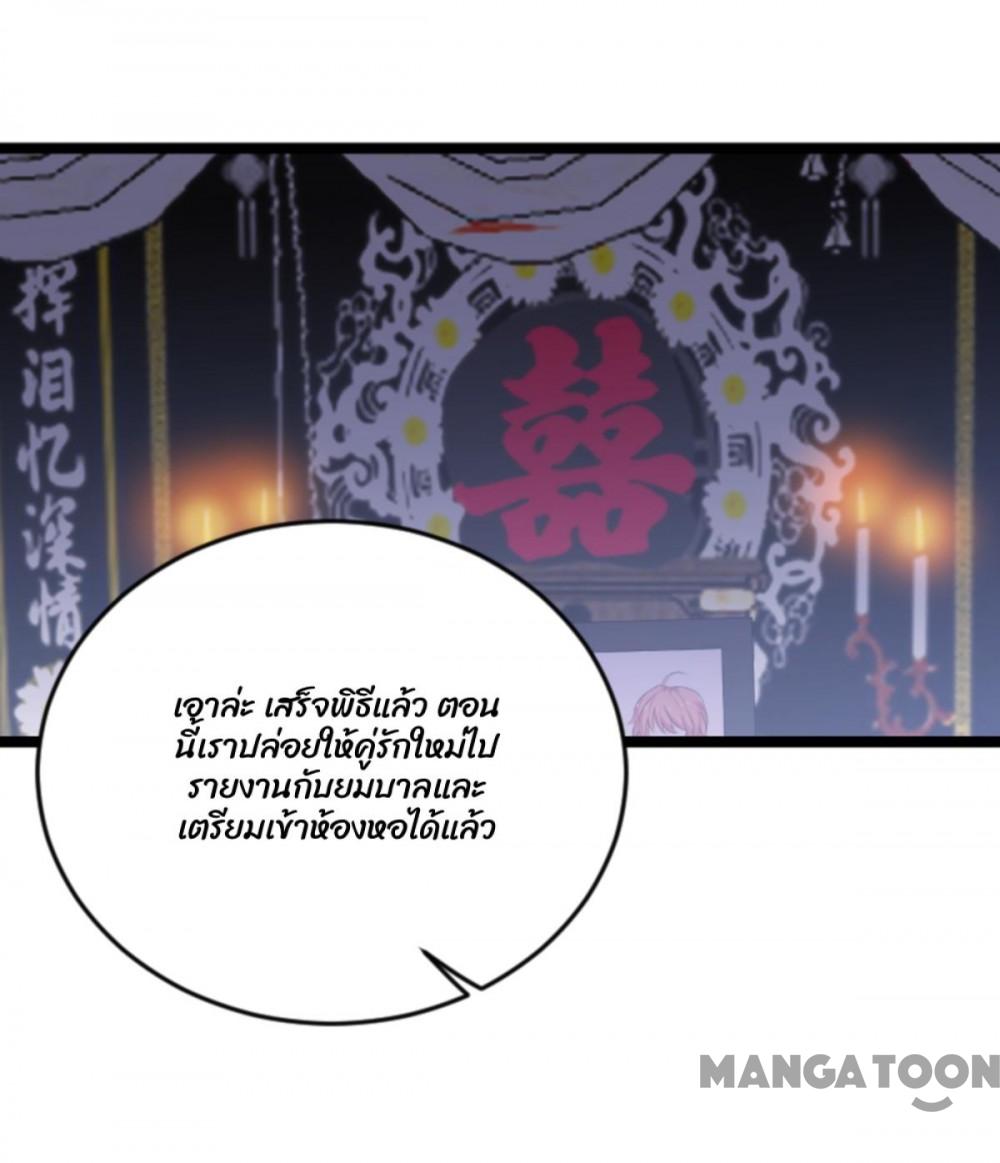 挥泪忆深情
囍
เอาล่ะ เสร็จพิธีแล้ว ตอน
นี้เราปล่อยให้คู่รักใหม่ไป
รายงานกับยมบาลและ
เตรียมเข้าห้องหอได้แล้ว
MANGATOON